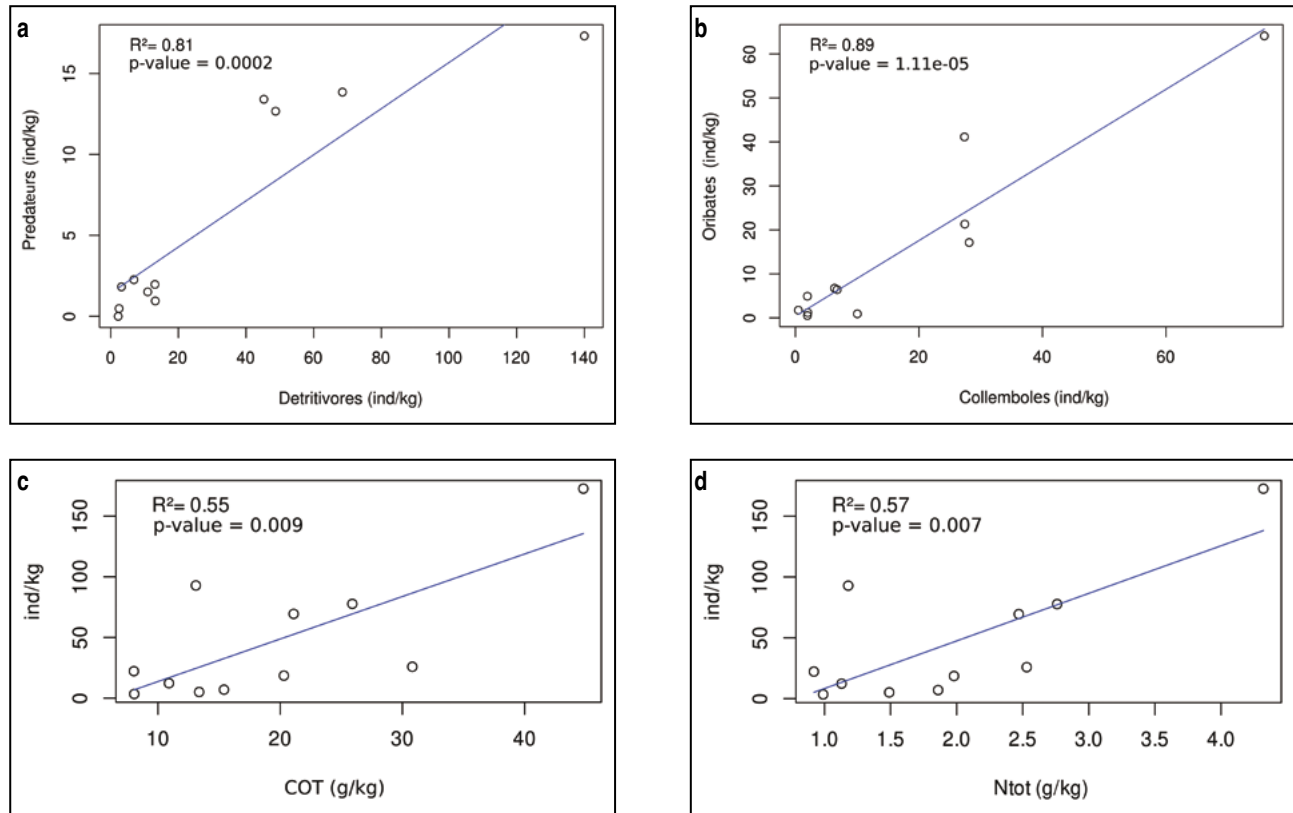 a
R²= 0.81
p-value = 0.0002
Predateurs (ind/kg)
15
10
5
0
0 20 40 60 80 100 120 140
Detritivores (ind/kg)
b
R²= 0.89
p-value = 1.11e-05
Oribates (ind/kg)
60
50
40
30
20
10
0
0 20 40 60
Collemboles (ind/kg)
c
R²= 0.55
p-value = 0.009
ind/kg
150
100
50
0
10 20 30 40
COT (g/kg)
d
R²= 0.57
p-value = 0.007
ind/kg
150
100
50
0
1.0 1.5 2.0 2.5 3.0 3.5 4.0
Ntot (g/kg)